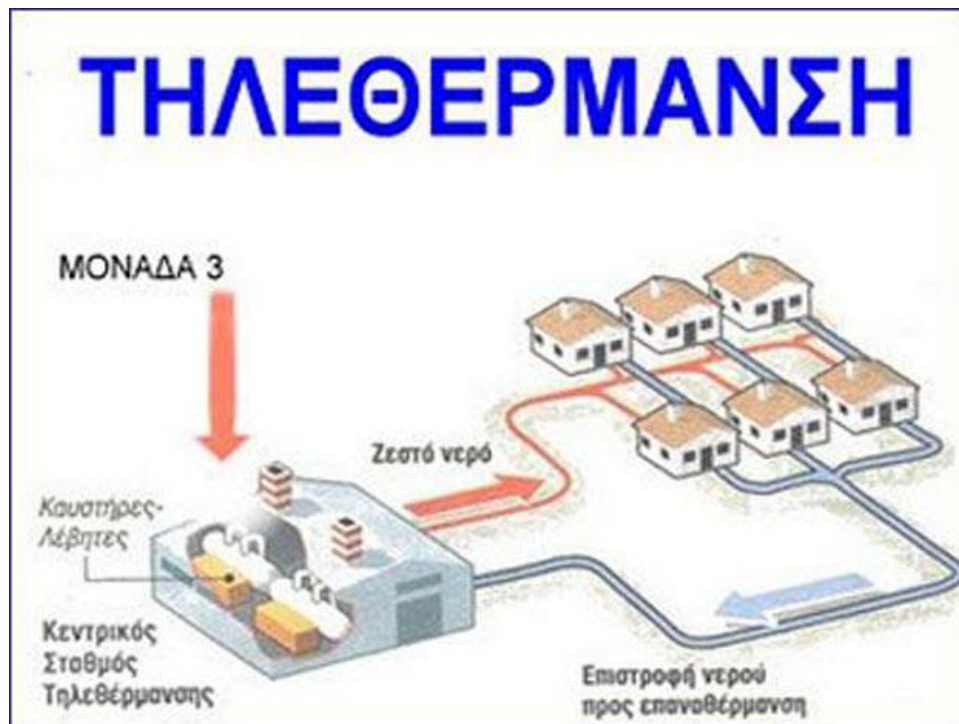 ΤΗΛΕΘΕΡΜΑΝΣΗ
ΜΟΝΑΔΑ 3
Ζεστό νερό
Καυστήρες-
Λέβητες
Κεντρικός
Σταθμός
Τηλεθέρμανσης
Επιστροφή νερού
προς επαναθέρμανση